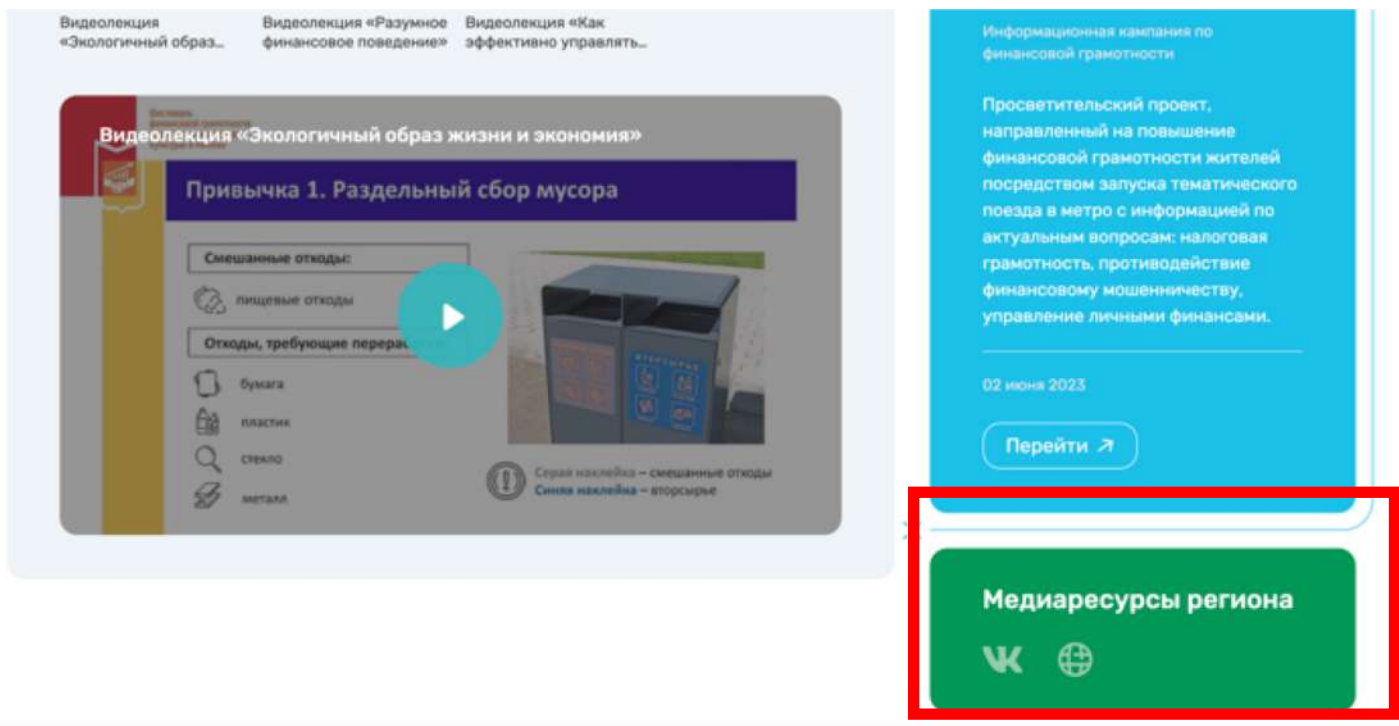 Видеолекция
«Экологичный образ...
Видеолекция «Разумное
финансовое поведение»
Видеолекция «Как
эффективно управлять...
Видеолекция «Экологичный образ жизни и экономия»
Привычка 1. Раздельный сбор мусора
Смешанные отходы:
пищевые отходы
Отходы, требующие
бумага
пластик
стекло
металл
Серая наклейка – смешанные отходы
Синяя наклейка – вторсырье
Информационная кампания по
финансовой грамотности
Просветительский проект,
направленный на повышение
финансовой грамотности жителей
посредством запуска тематического
поезда в метро с информацией по
актуальным вопросам: налоговая
грамотность, противодействие
финансовому мошенничеству,
управление личными финансами.
02 июня 2023
Перейти
Медиаресурсы региона